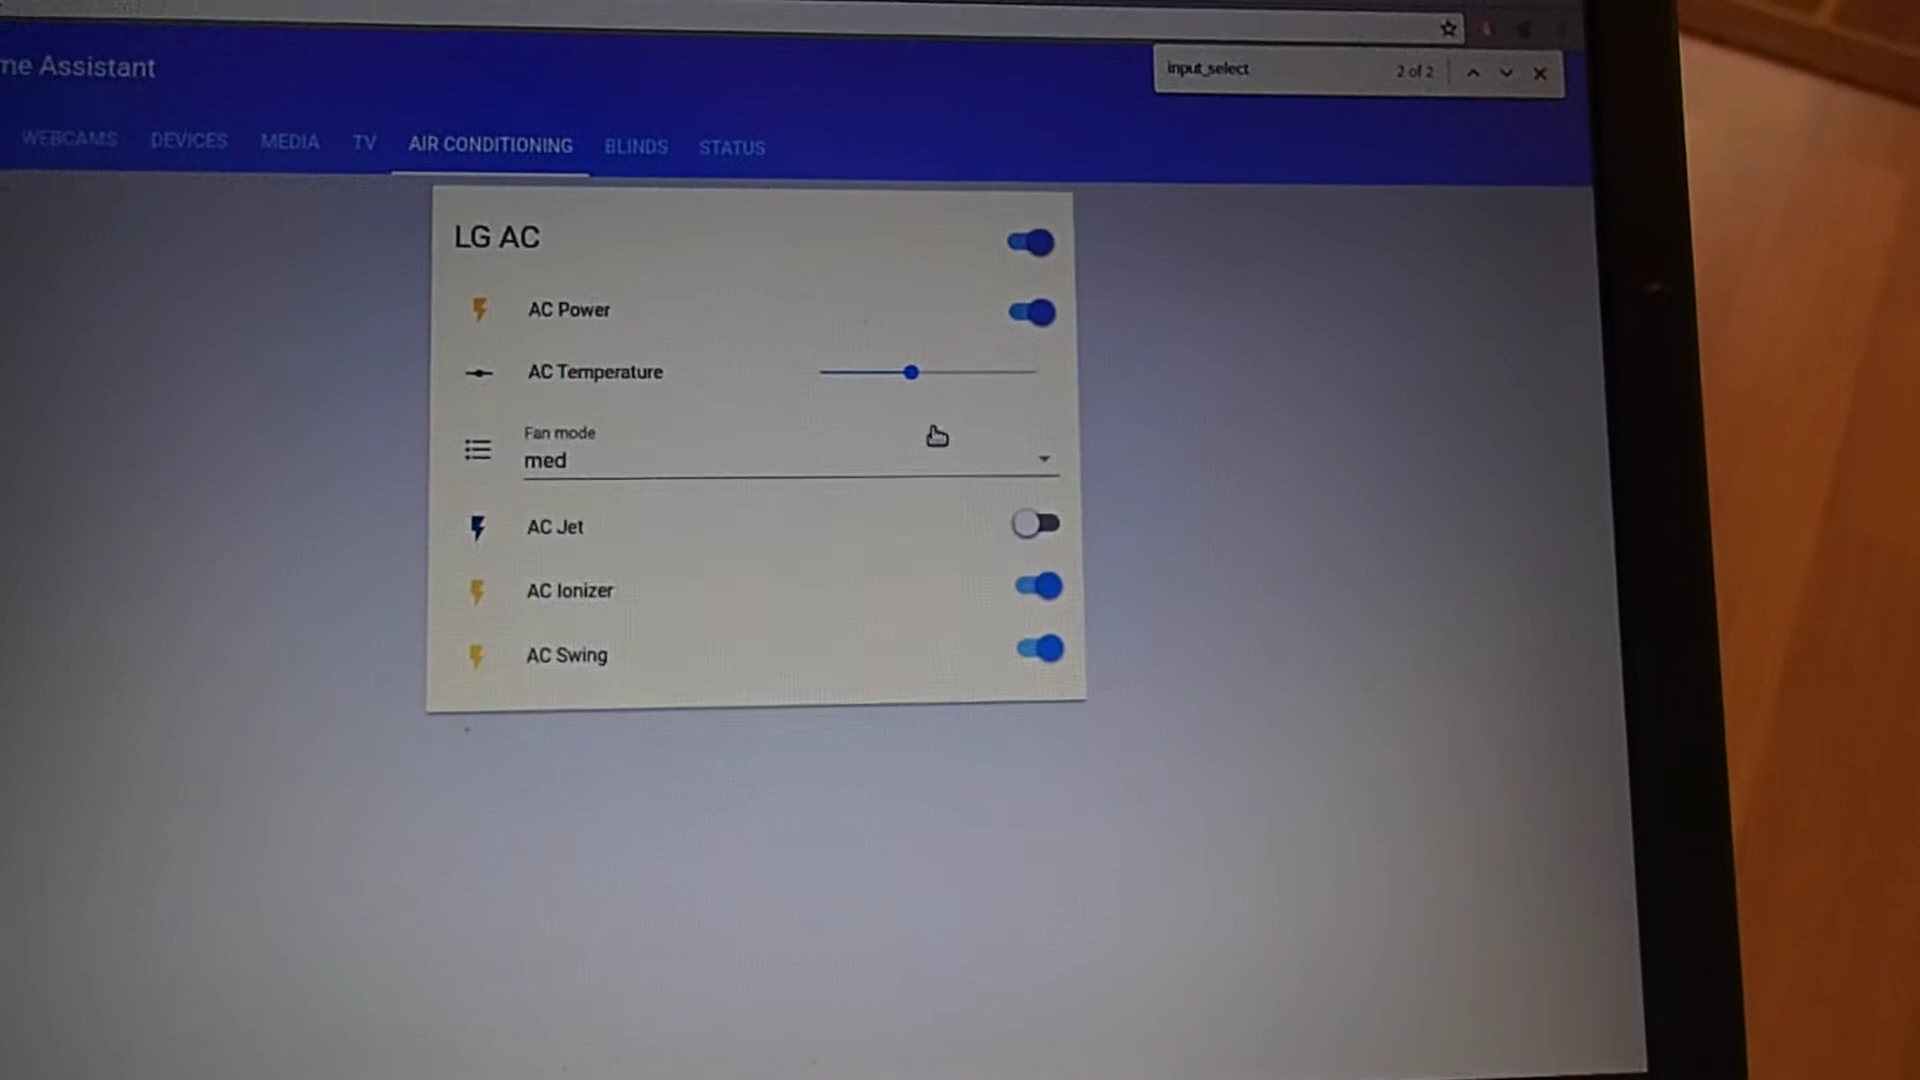 me Assistant
input_select 2 of 2
WEBCAMS DEVICES MEDIA TV AIR CONDITIONING BLINDS STATUS
LG AC
AC Power
AC Temperature
Fan mode
med
AC Jet
AC Ionizer
AC Swing